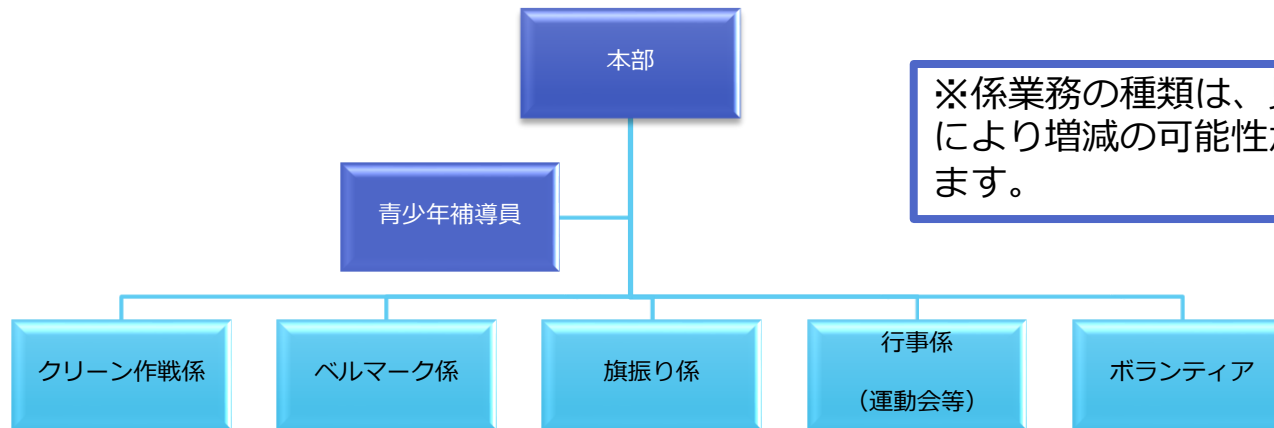 本部
※係業務の種類は、
により増減の可能性
ます。
青少年補導員
クリーン作戦係
ベルマーク係
旗振り係
行事係
（運動会等）
ボランティア